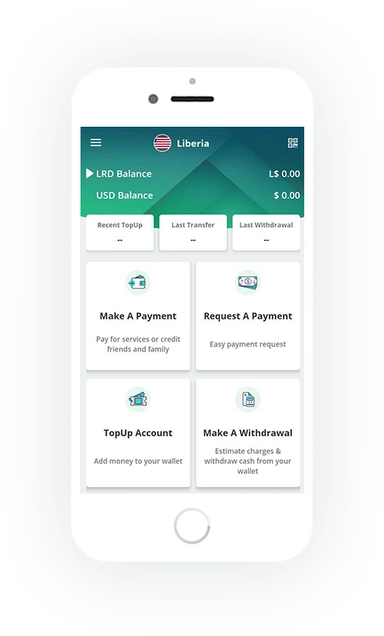 Liberia
LRD Balance L$ 0.00
USD Balance $ 0.00
Recent TopUp Last Transfer Last Withdrawal
-- -- --
Make A Payment Request A Payment
Pay for services or credit
friends and family
Easy payment request
TopUp Account Make A Withdrawal
Add money to your wallet
Estimate charges &
withdraw cash from your
wallet